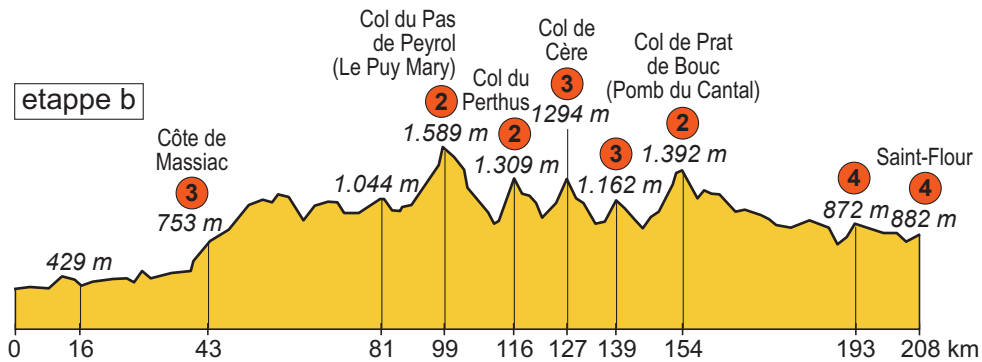 etappe b
429 m
Côte de
Massiac
3
753 m
1.044 m
Col du Pas
de Peyrol
(Le Puy Mary)
2
1.589 m
Col du
Perthus
2
1.309 m
Col de
Cère
3
1294 m
3
1.162 m
Col de Prat
de Bouc
(Pomb du Cantal)
2
1.392 m
4
872 m
Saint-Flour
4
882 m
0 16 43 81 99 116 127 139 154 193 208 km